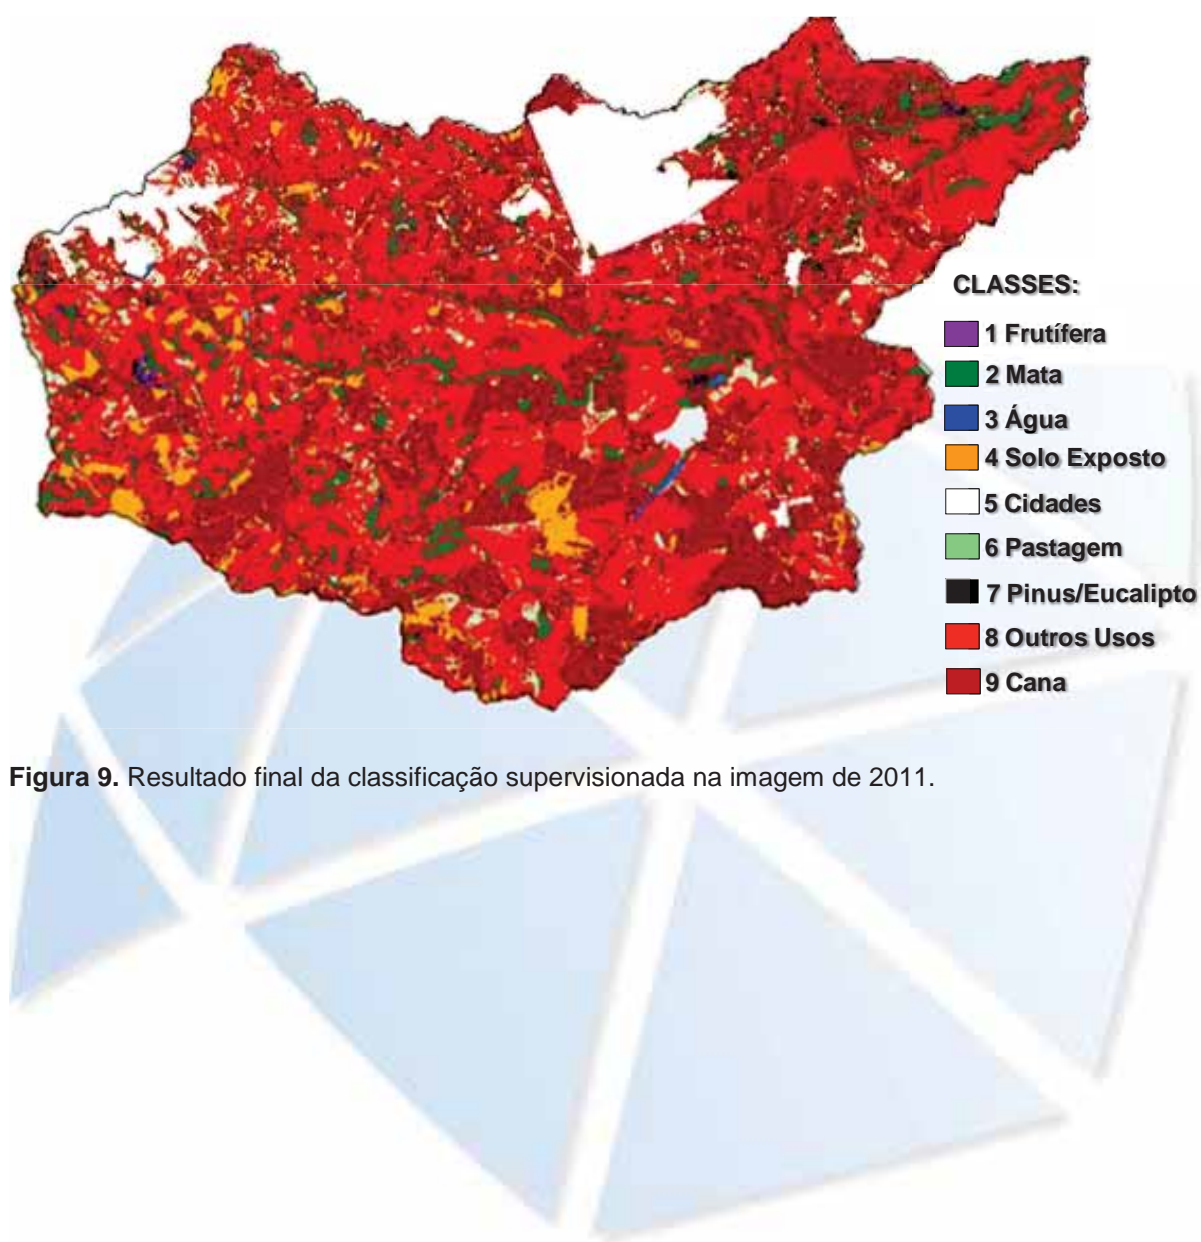 CLASSES:
1 Frutífera
2 Mata
3 Água
4 Solo Exposto
5 Cidades
6 Pastagem
7 Pinus/Eucalipto
8 Outros Usos
9 Cana
Figura 9. Resultado final da classificação supervisionada na imagem de 2011.